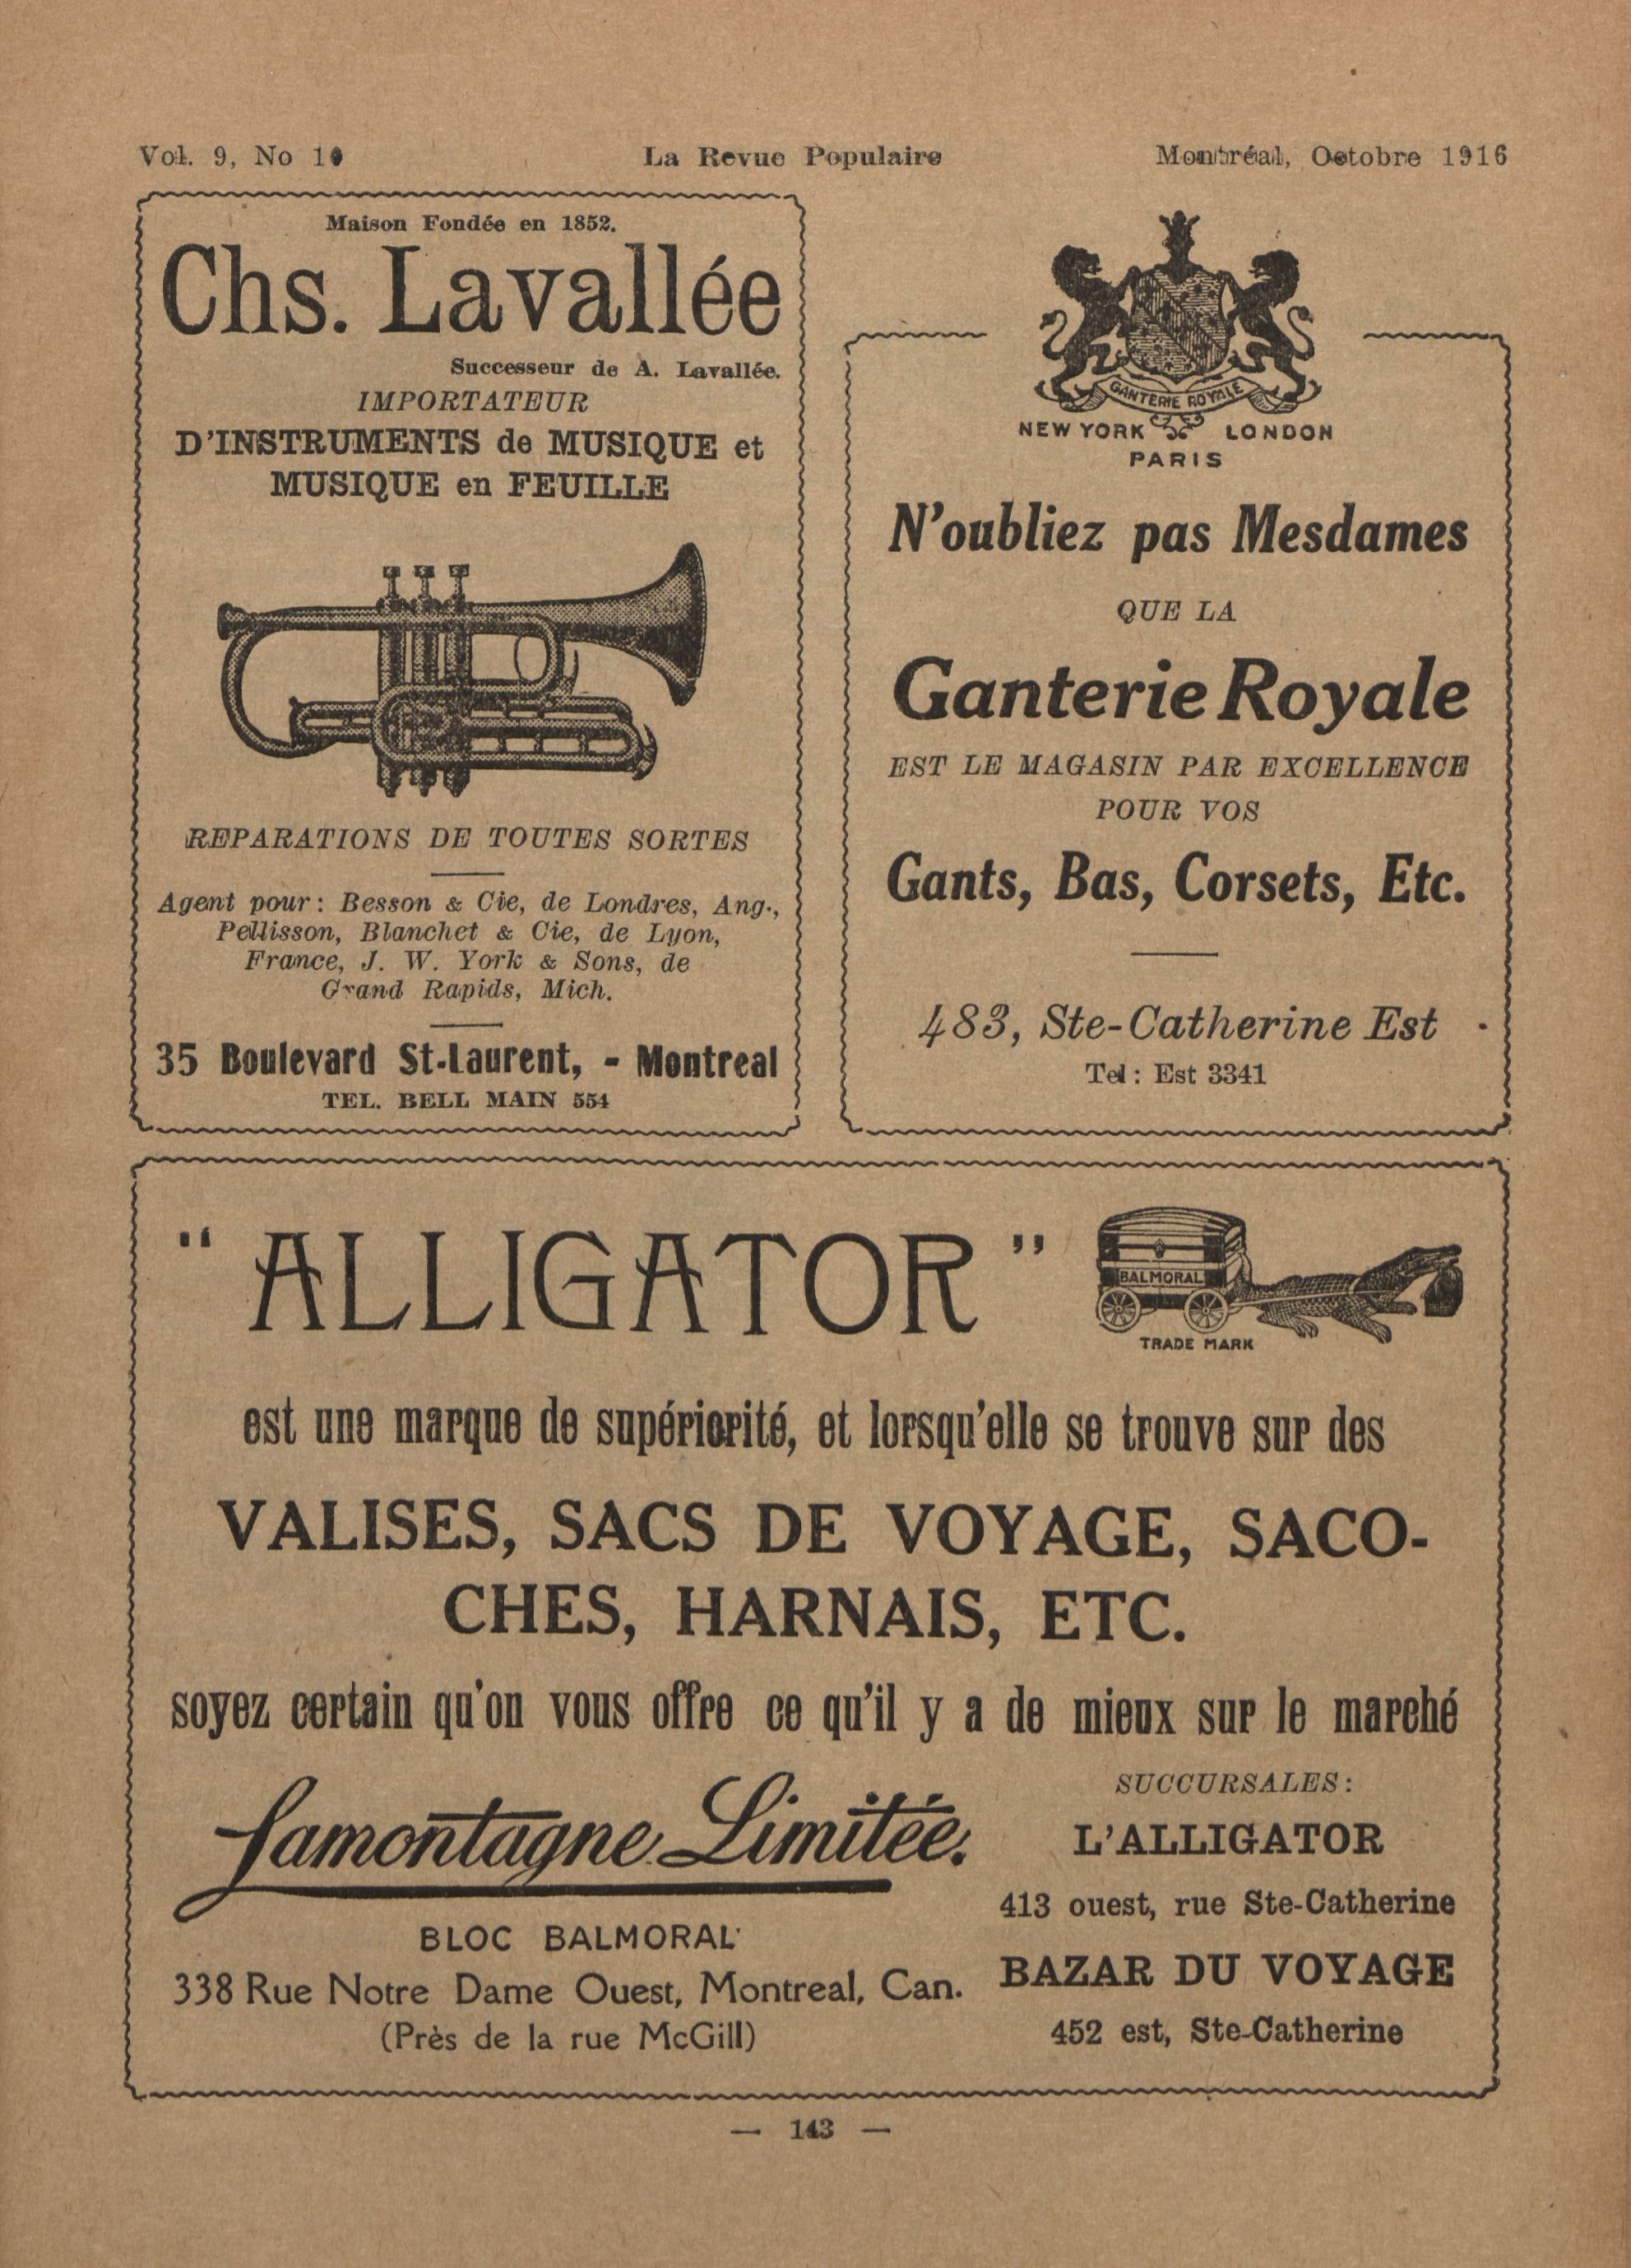 Vol. 9, No 10 La Revue Populaire Montréal, Octobre 1916
Maison Fondée en 1852.
Chs. Lavallée
Successeur de A. Lavallée.
IMPORTATEUR
D'INSTRUMENTS de MUSIQUE et
MUSIQUE en FEUILLE
REPARATIONS DE TOUTES SORTES
Agent pour: Besson & Cie, de Londres, Ang.,
Pellisson, Blanchet & Cie, de Lyon,
France, J. W. York & Sons, de
Grand Rapids, Mich.
35 Boulevard St-Laurent, - Montreal
TEL. BELL MAIN 554
GANTERIE ROYALE
NEW YORK LONDON
PARIS
N'oubliez pas Mesdames
QUE LA
Ganterie Royale
EST LE MAGASIN PAR EXCELLENCE
POUR VOS
Gants, Bas, Corsets, Etc.
483, Ste-Catherine Est
Tel: Est 3341
"ALLIGATOR"
BALMORAL
TRADE MARK
est une marque de supériorité, et lorsqu'elle se trouve sur des
VALISES, SACS DE VOYAGE, SACO-
CHES, HARNAIS, ETC.
soyez certain qu'on vous offre ce qu'il y a de mieux sur le marché
Lamontagne Limitée.
BLOC BALMORAL
338 Rue Notre Dame Ouest, Montreal, Can.
(Près de la rue McGill)
SUCCURSALES:
L'ALLIGATOR
413 ouest, rue Ste-Catherine
BAZAR DU VOYAGE
452 est, Ste-Catherine
— 143 —